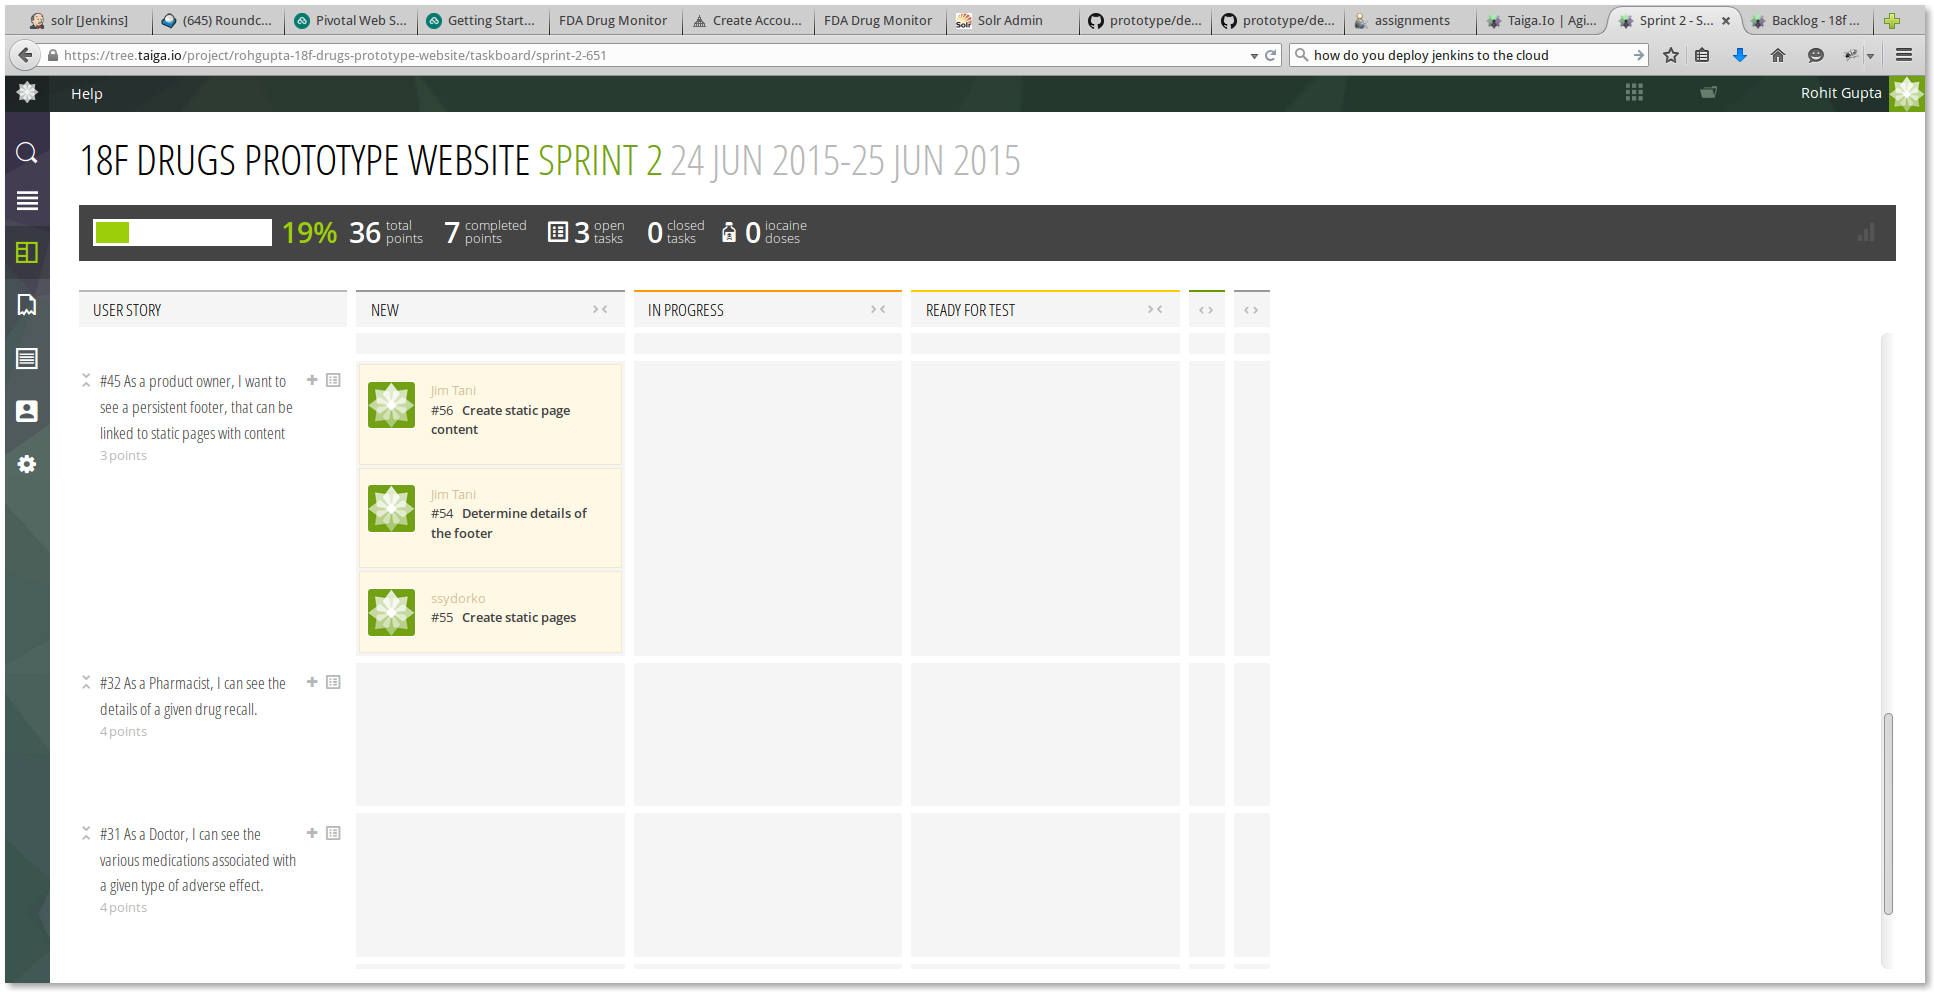 solr [Jenkins]
(645) Roundc...
Pivotal Web S...
Getting Start...
FDA Drug Monitor
Create Accou...
FDA Drug Monitor
Solr
Solr Admin
prototype/de...
prototype/de...
assignments
Taiga.Io | Agi...
Sprint 2 - S...
Backlog - 18f ...
https://tree.taiga.io/project/rohgupta-18f-drugs-prototype-website/taskboard/sprint-2-651
how do you deploy jenkins to the cloud
Help
Rohit Gupta
18F DRUGS PROTOTYPE WEBSITE SPRINT 2 24 JUN 2015-25 JUN 2015
19%
36 total points
7 completed points
3 open tasks
0 closed tasks
0 iocaine doses
USER STORY
NEW
IN PROGRESS
READY FOR TEST
#45 As a product owner, I want to
see a persistent footer, that can be
linked to static pages with content
3 points
Jim Tani
#56 Create static page
content
Jim Tani
#54 Determine details of
the footer
ssydorko
#55 Create static pages
#32 As a Pharmacist, I can see the
details of a given drug recall.
4 points
#31 As a Doctor, I can see the
various medications associated with
a given type of adverse effect.
4 points